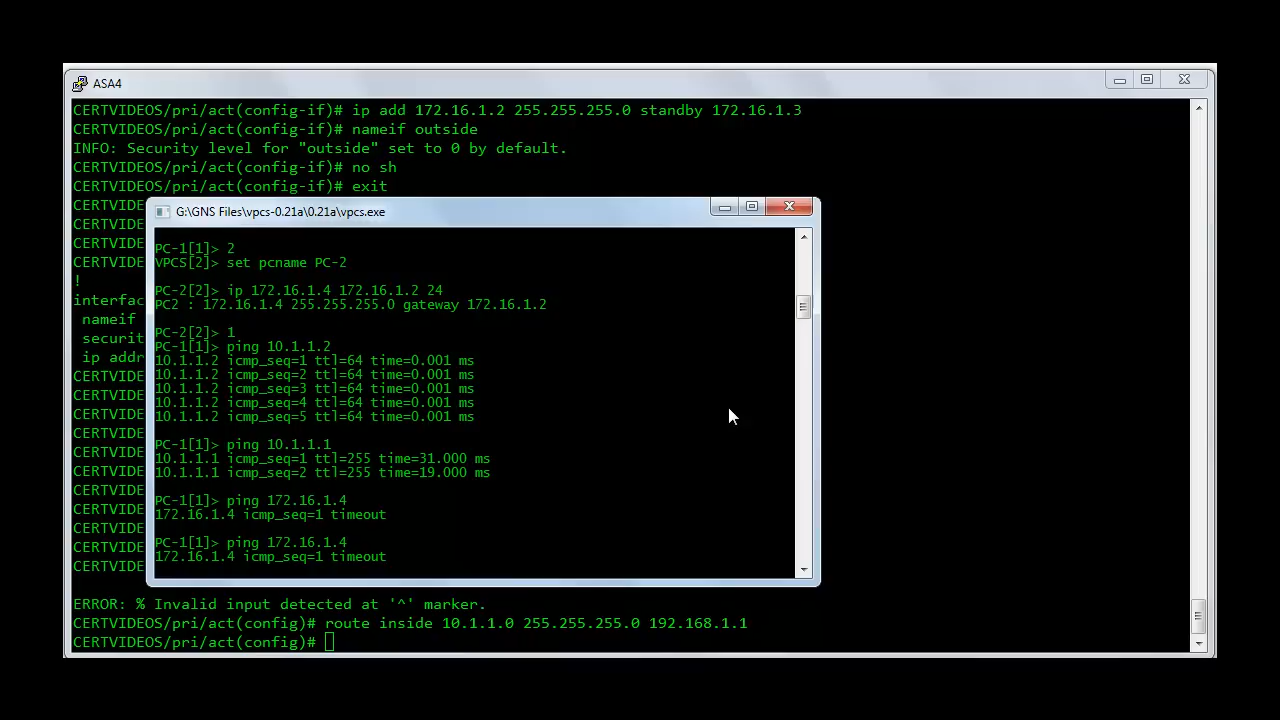 ASA4
CERTVIDEOS/pri/act(config-if)# ip add 172.16.1.2 255.255.255.0 standby 172.16.1.3
CERTVIDEOS/pri/act(config-if)# nameif outside
INFO: Security level for "outside" set to 0 by default.
CERTVIDEOS/pri/act(config-if)# no sh
CERTVIDEOS/pri/act(config-if)# exit
CERTVIDE
CERTVIDE
CERTVIDE
CERTVIDE
!
interfac
nameif
securit
ip addr
CERTVIDE
CERTVIDE
CERTVIDE
CERTVIDE
CERTVIDE
CERTVIDE
CERTVIDE
CERTVIDE
CERTVIDE
CERTVIDE
CERTVIDE
G:\GNS Files\vpcs-0.21a\0.21a\vpcs.exe
PC-1[1]> 2
VPCS[2]> set pcname PC-2
PC-2[2]> ip 172.16.1.4 172.16.1.2 24
PC2 : 172.16.1.4 255.255.255.0 gateway 172.16.1.2
PC-2[2]> 1
PC-1[1]> ping 10.1.1.2
10.1.1.2 icmp_seq=1 ttl=64 time=0.001 ms
10.1.1.2 icmp_seq=2 ttl=64 time=0.001 ms
10.1.1.2 icmp_seq=3 ttl=64 time=0.001 ms
10.1.1.2 icmp_seq=4 ttl=64 time=0.001 ms
10.1.1.2 icmp_seq=5 ttl=64 time=0.001 ms
PC-1[1]> ping 10.1.1.1
10.1.1.1 icmp_seq=1 ttl=255 time=31.000 ms
10.1.1.1 icmp_seq=2 ttl=255 time=19.000 ms
PC-1[1]> ping 172.16.1.4
172.16.1.4 icmp_seq=1 timeout
PC-1[1]> ping 172.16.1.4
172.16.1.4 icmp_seq=1 timeout
ERROR: % Invalid input detected at '^' marker.
CERTVIDEOS/pri/act(config)# route inside 10.1.1.0 255.255.255.0 192.168.1.1
CERTVIDEOS/pri/act(config)#